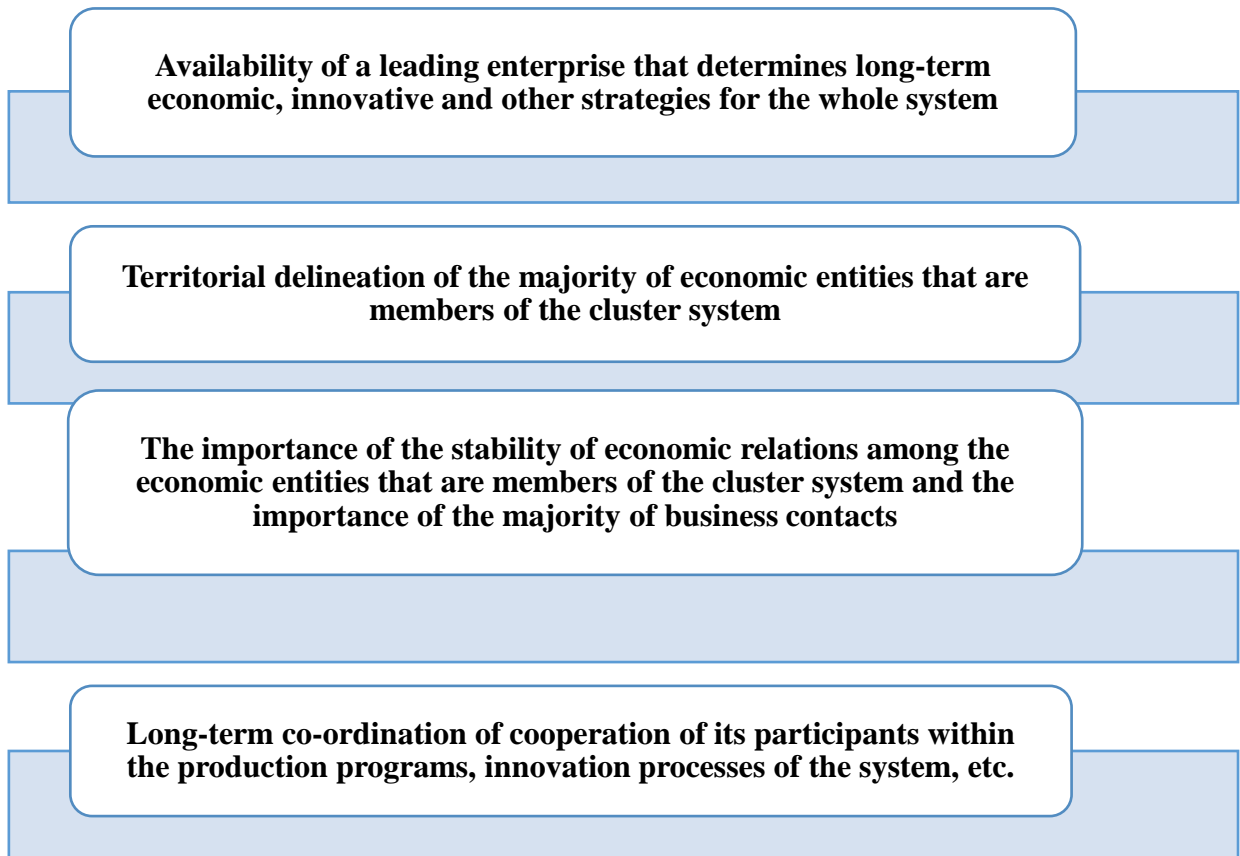 Availability of a leading enterprise that determines long-term
economic, innovative and other strategies for the whole system
Territorial delineation of the majority of economic entities that are
members of the cluster system
The importance of the stability of economic relations among the
economic entities that are members of the cluster system and the
importance of the majority of business contacts
Long-term co-ordination of cooperation of its participants within
the production programs, innovation processes of the system, etc.